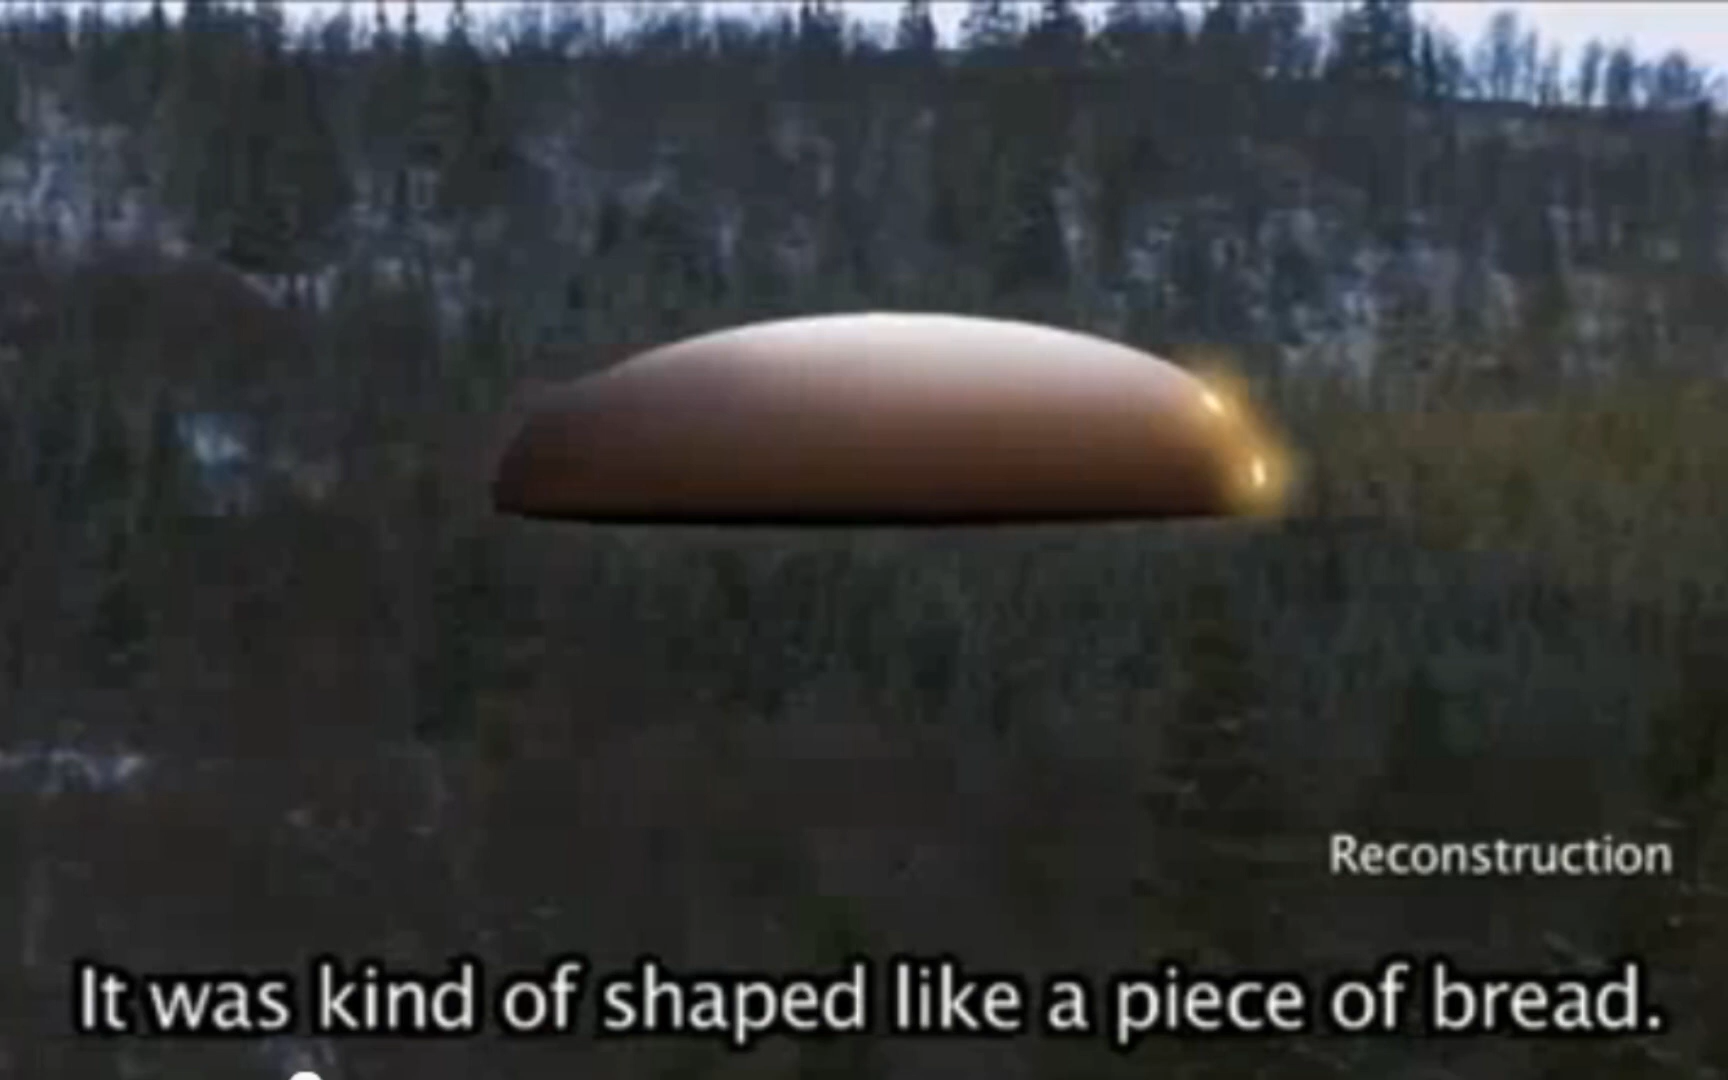 Reconstruction
It was kind of shaped like a piece of bread.